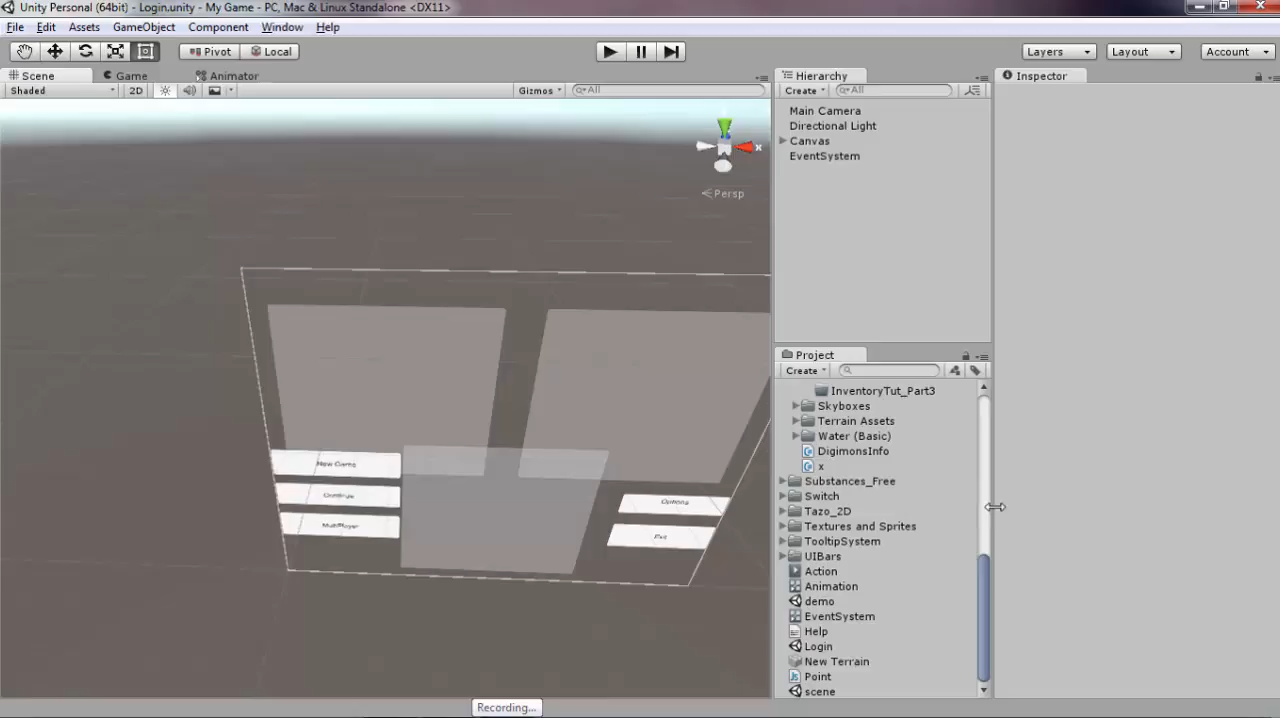 Unity Personal (64bit) - Login.unity - My Game - PC, Mac & Linux Standalone <DX11>
File Edit Assets GameObject Component Window Help
Pivot Local Layers Layout Account
Scene Game Animator
Shaded 2D Gizmos All
x
Persp
New Game
Continue
MultiPlayer
Options
Hierarchy
Create All
Main Camera
Directional Light
Canvas
EventSystem
Project
Create
InventoryTut_Part3
Skyboxes
Terrain Assets
Water (Basic)
DigimonsInfo
x
Substances_Free
Switch
Tazo_2D
Textures and Sprites
TooltipSystem
UIBars
Action
Animation
demo
EventSystem
Help
Login
New Terrain
Point
scene
Inspector
Recording...